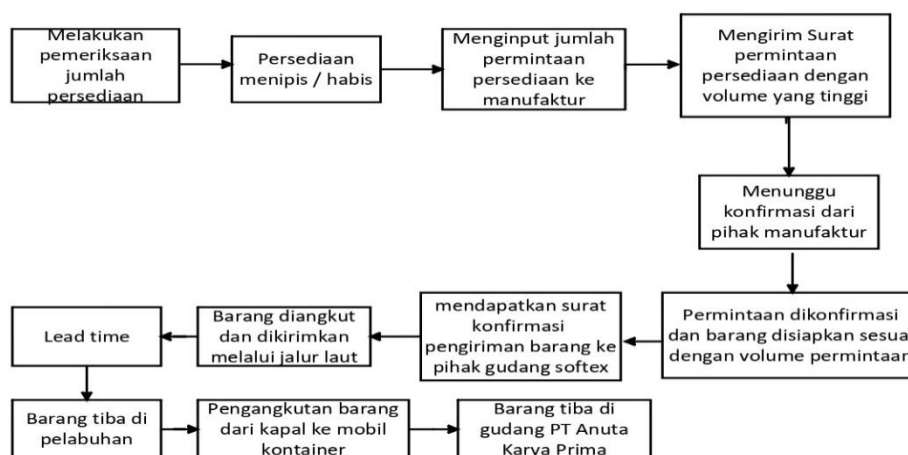 Melakukan
pemeriksaan
jumlah
persediaan
Persediaan
menipis / habis
Menginput jumlah
permintaan
persediaan ke
manufaktur
Mengirim Surat
permintaan
persediaan dengan
volume yang tinggi
Menunggu
konfirmasi dari
pihak manufaktur
Permintaan dikonfirmasi
dan barang disiapkan sesua
dengan volume permintaan
mendapatkan surat
konfirmasi
pengiriman barang ke
pihak gudang softex
Barang diangkut
dan dikirimkan
melalui jalur laut
Lead time
Barang tiba di
pelabuhan
Pengangkutan barang
dari kapal ke mobil
kontainer
Barang tiba di
gudang PT Anuta
Karya Prima